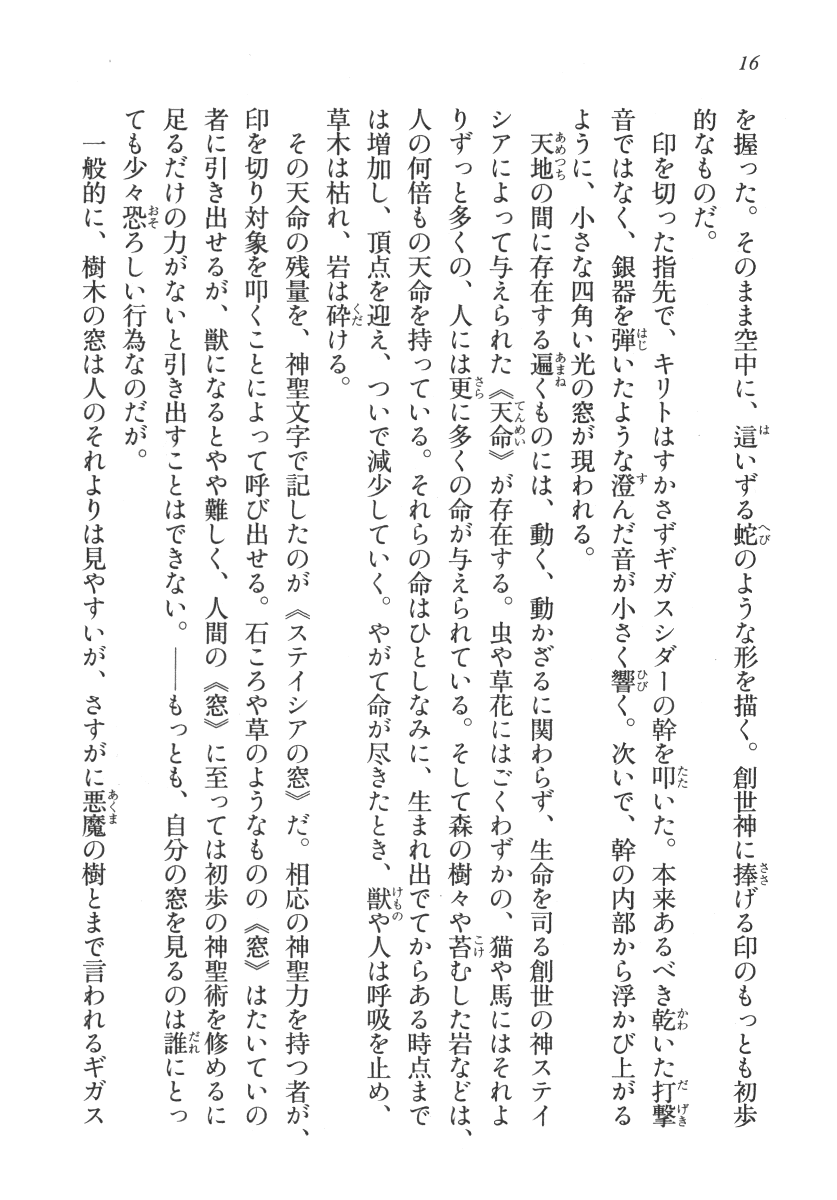 16
を握った。そのまま空中に、這いずる蛇のような形を描く。創世神に捧げる印のもっとも初歩
的なものだ。
　印を切った指先で、キリトはすかさずギガスシダーの幹を叩いた。本来あるべき乾いた打撃
音ではなく、銀器を弾いたような澄んだ音が小さく響く。次いで、幹の内部から浮かび上がる
ように、小さな四角い光の窓が現われる。
　天地の間に存在する遍くものには、動く、動かざるに関わらず、生命を司る創世の神ステイ
シアによって与えられた《天命》が存在する。虫や草花にはごくわずかの、猫や馬にはそれよ
りずっと多くの、人には更に多くの命が与えられている。そして森の樹々や苔むした岩などは、
人の何倍もの天命を持っている。それらの命はひとしなみに、生まれ出でてからある時点まで
は増加し、頂点を迎え、ついで減少していく。やがて命が尽きたとき、獣や人は呼吸を止め、
草木は枯れ、岩は砕ける。
　その天命の残量を、神聖文字で記したのが《ステイシアの窓》だ。相応の神聖力を持つ者が、
印を切り対象を叩くことによって呼び出せる。石ころや草のようなものの《窓》はたいていの
者に引き出せるが、獣になるとやや難しく、人間の《窓》に至っては初歩の神聖術を修めるに
足るだけの力がないと引き出すことはできない。――もっとも、自分の窓を見るのは誰にとっ
ても少々恐ろしい行為なのだが。
　一般的に、樹木の窓は人のそれよりは見やすいが、さすがに悪魔の樹とまで言われるギガス